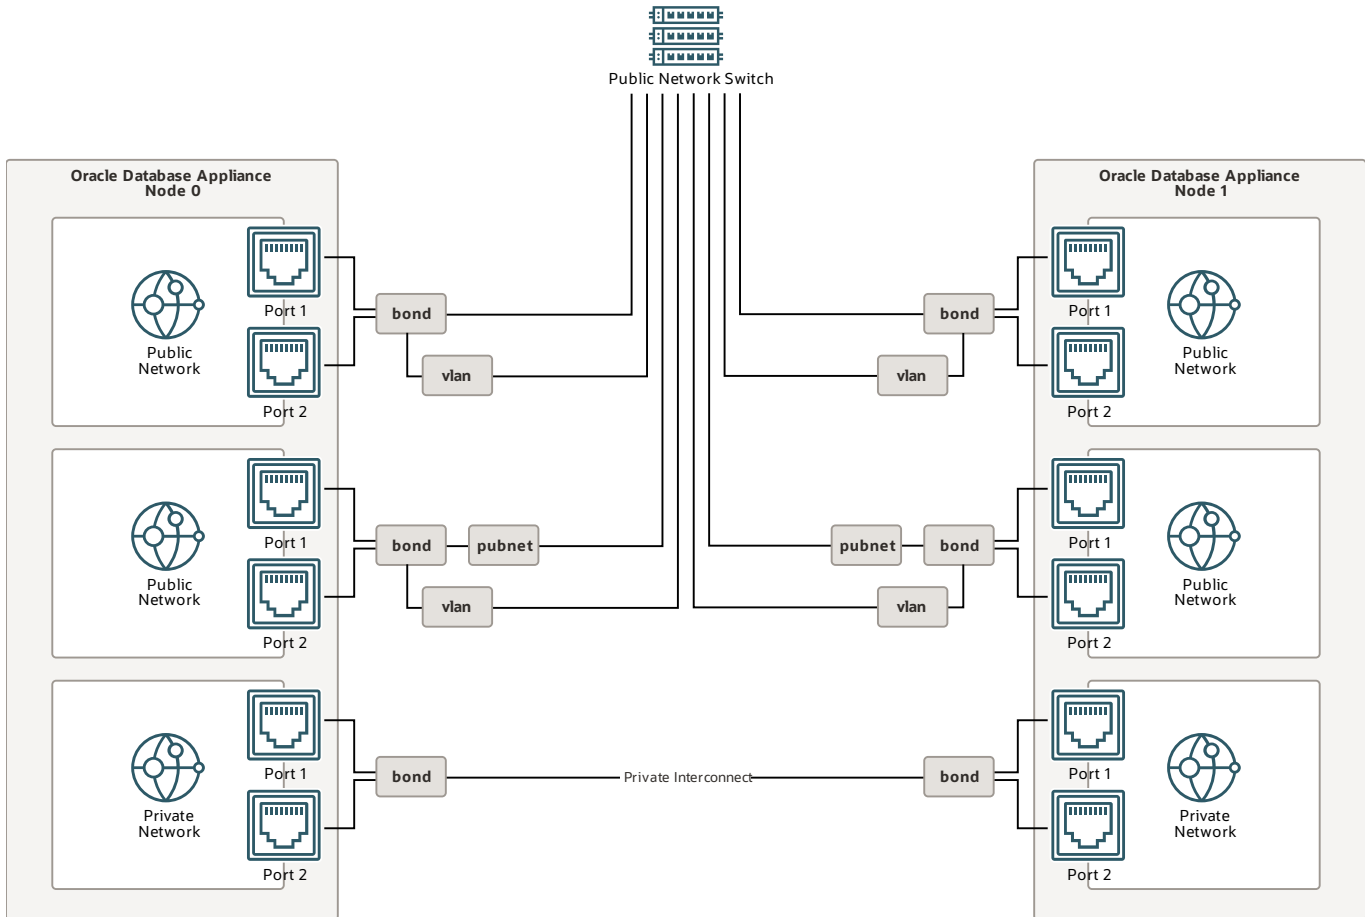 Public Network Switch
Oracle Database Appliance
Node 0
Port 1
Public
Network
Port 2
bond
vlan
Port 1
Public
Network
Port 2
bond
pubnet
vlan
Port 1
Private
Network
Port 2
bond
Private Interconnect
Oracle Database Appliance
Node 1
bond
vlan
Port 1
Public
Network
Port 2
pubnet
bond
vlan
Port 1
Public
Network
Port 2
bond
Port 1
Private
Network
Port 2